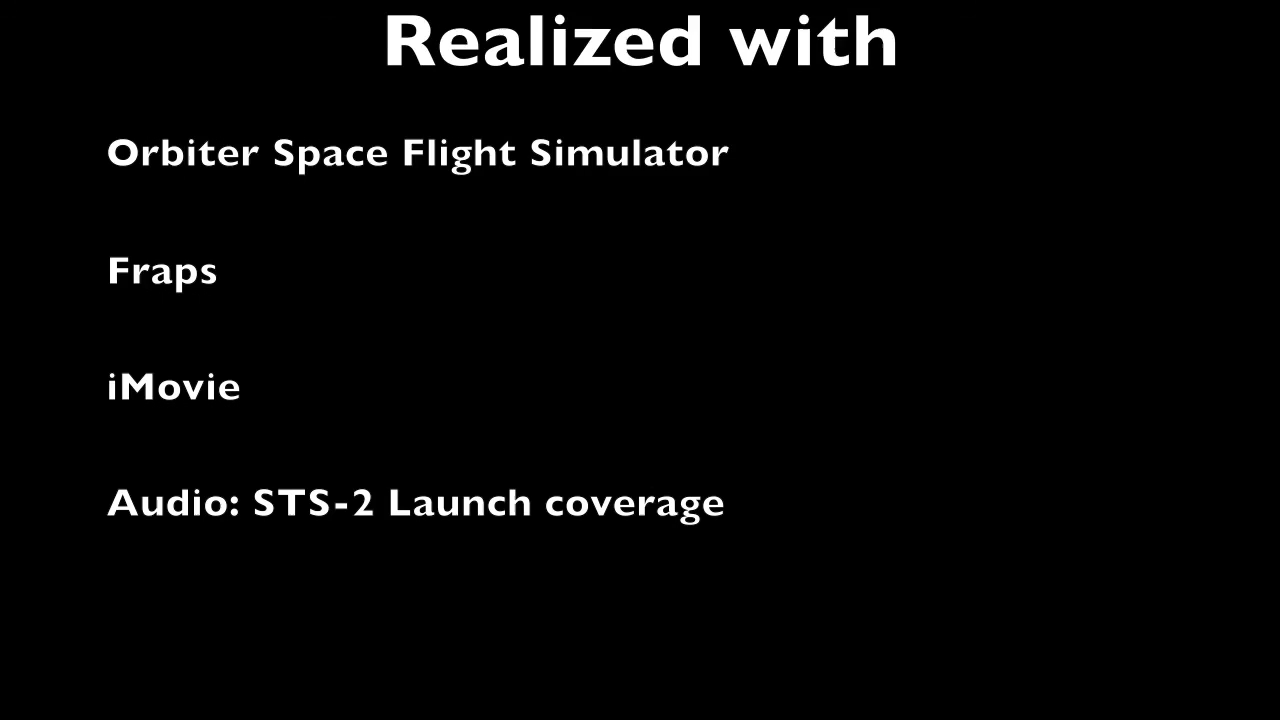 Realized with
Orbiter Space Flight Simulator
Fraps
iMovie
Audio: STS-2 Launch coverage